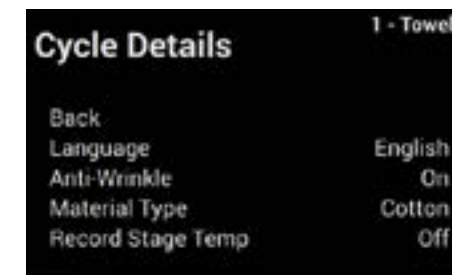 1 - Towel
Cycle Details
Back
Language English
Anti-Wrinkle On
Material Type Cotton
Record Stage Temp Off